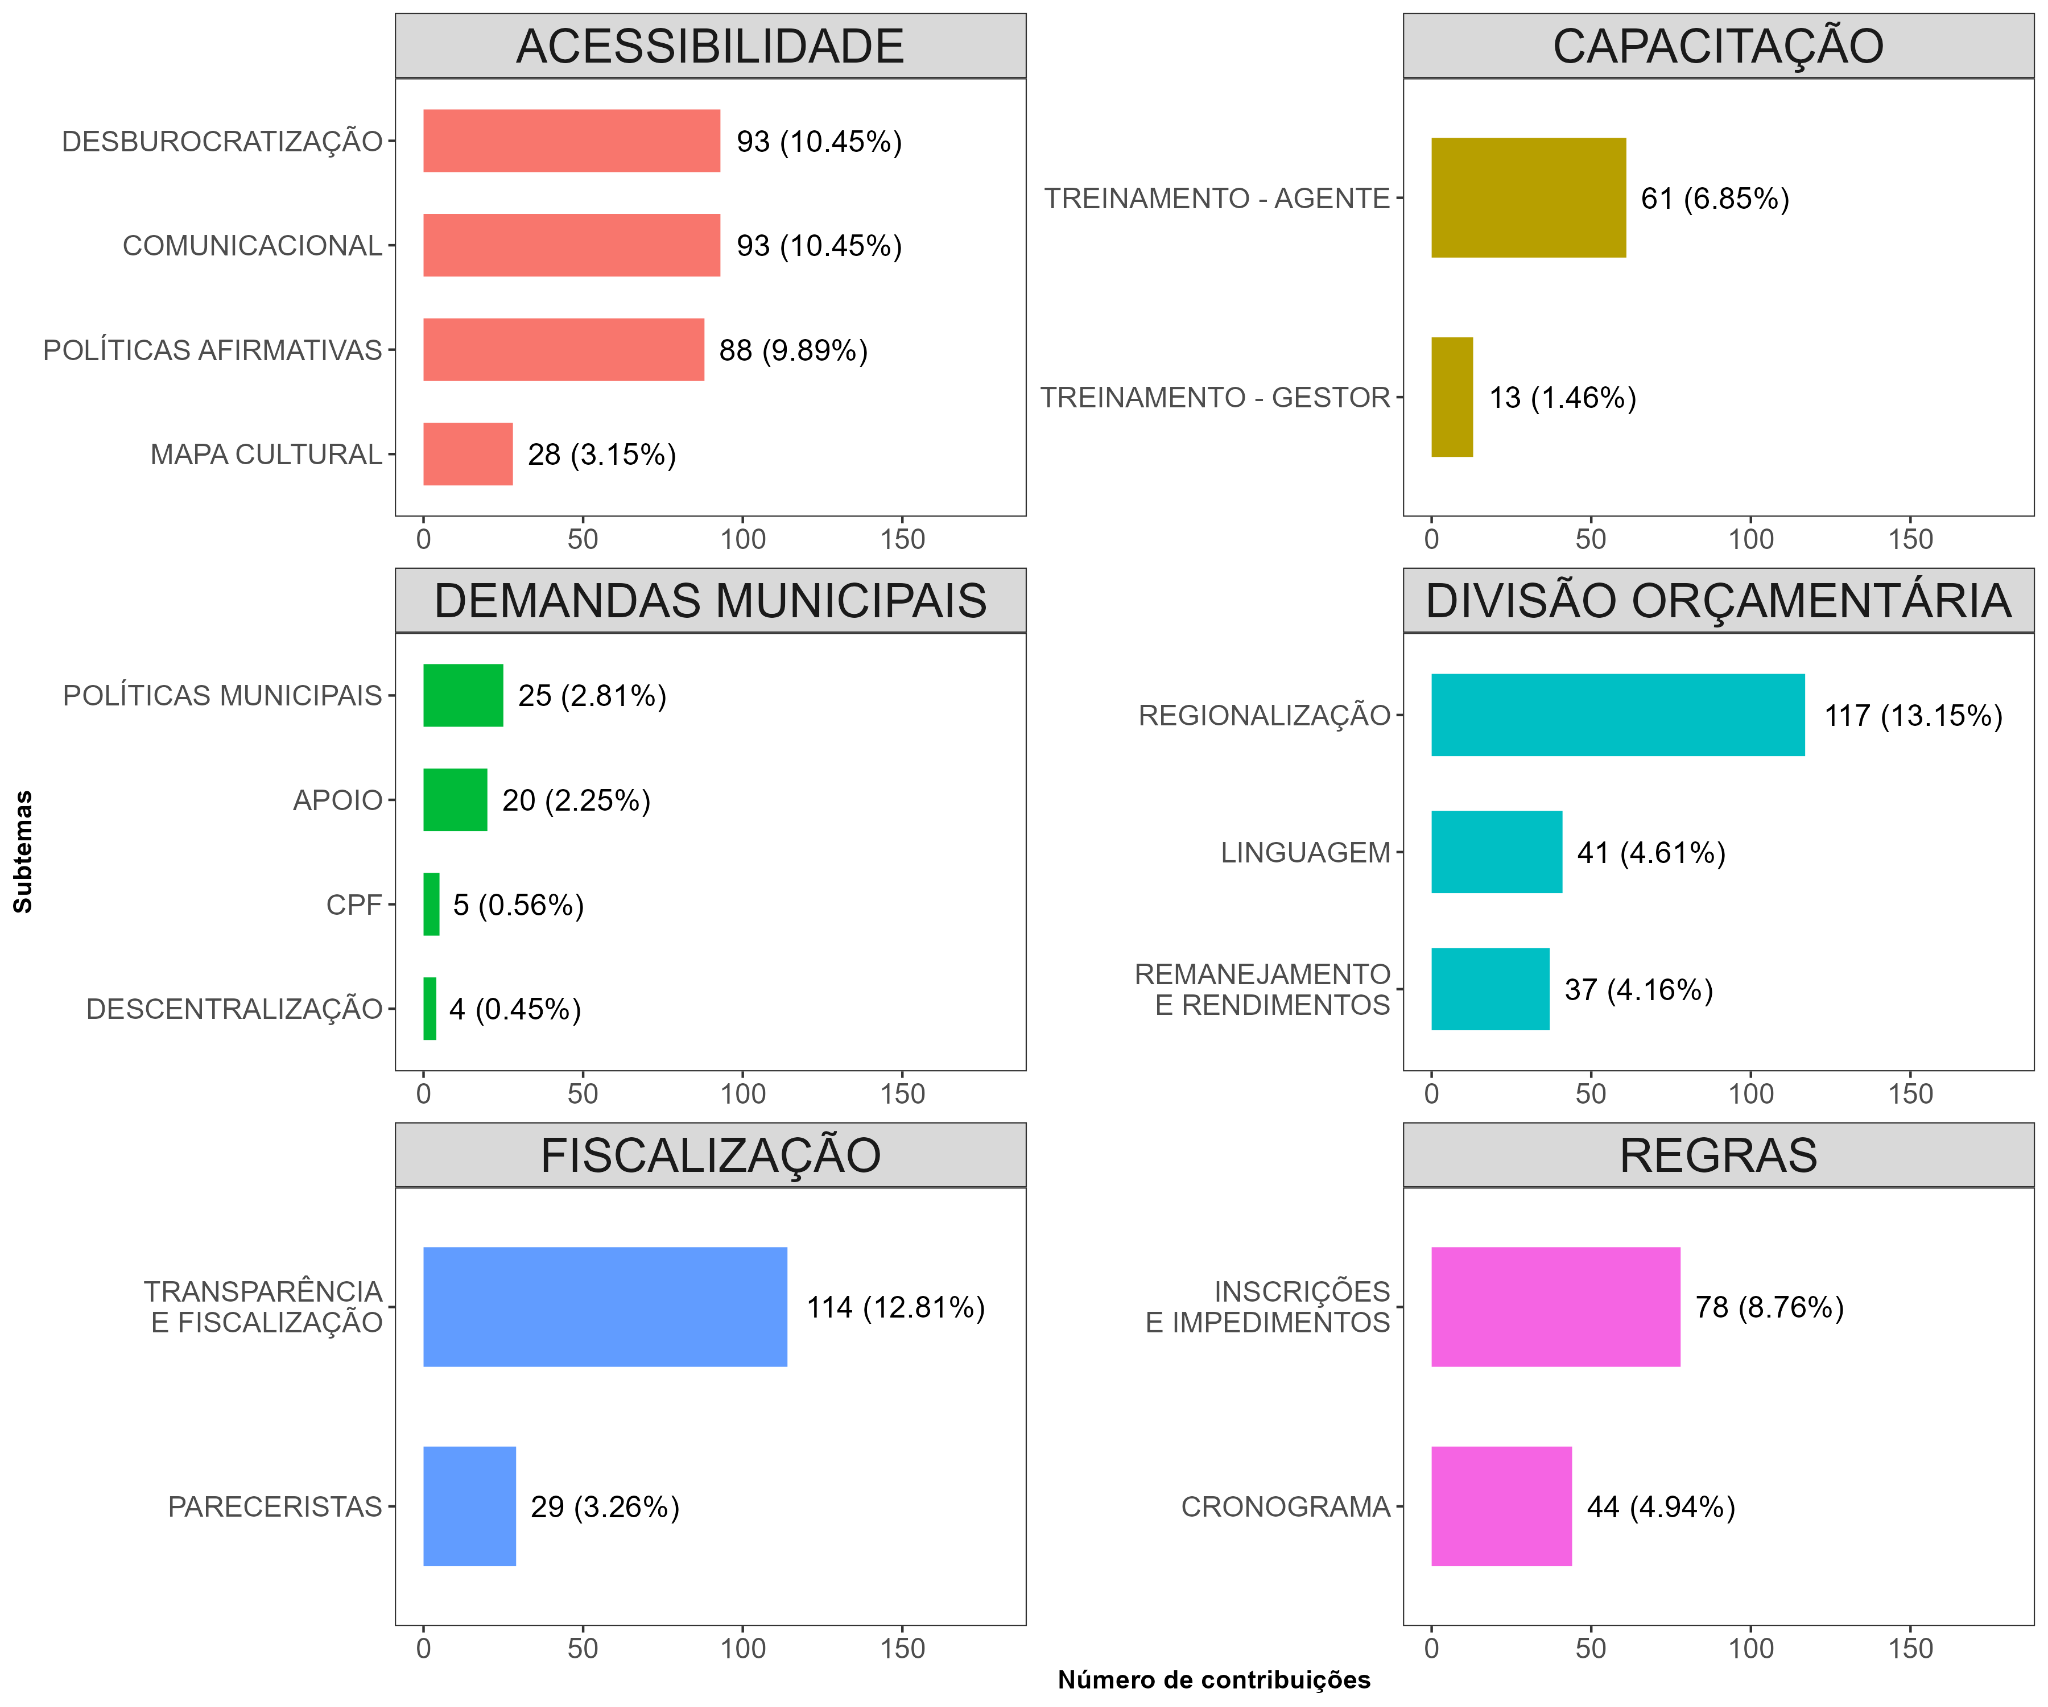 ACESSIBILIDADE
DESBUROCRATIZAÇÃO
93 (10.45%)
COMUNICACIONAL
93 (10.45%)
POLÍTICAS AFIRMATIVAS
88 (9.89%)
MAPA CULTURAL
28 (3.15%)
0 50 100 150
CAPACITAÇÃO
TREINAMENTO - AGENTE
61 (6.85%)
TREINAMENTO - GESTOR
13 (1.46%)
0 50 100 150
DEMANDAS MUNICIPAIS
POLÍTICAS MUNICIPAIS
25 (2.81%)
APOIO
20 (2.25%)
CPF
5 (0.56%)
DESCENTRALIZAÇÃO
4 (0.45%)
0 50 100 150
DIVISÃO ORÇAMENTÁRIA
REGIONALIZAÇÃO
117 (13.15%)
LINGUAGEM
41 (4.61%)
REMANEJAMENTO
E RENDIMENTOS
37 (4.16%)
0 50 100 150
FISCALIZAÇÃO
TRANSPARÊNCIA
E FISCALIZAÇÃO
114 (12.81%)
PARECERISTAS
29 (3.26%)
0 50 100 150
REGRAS
INSCRIÇÕES
E IMPEDIMENTOS
78 (8.76%)
CRONOGRAMA
44 (4.94%)
0 50 100 150
Subtemas
Número de contribuições